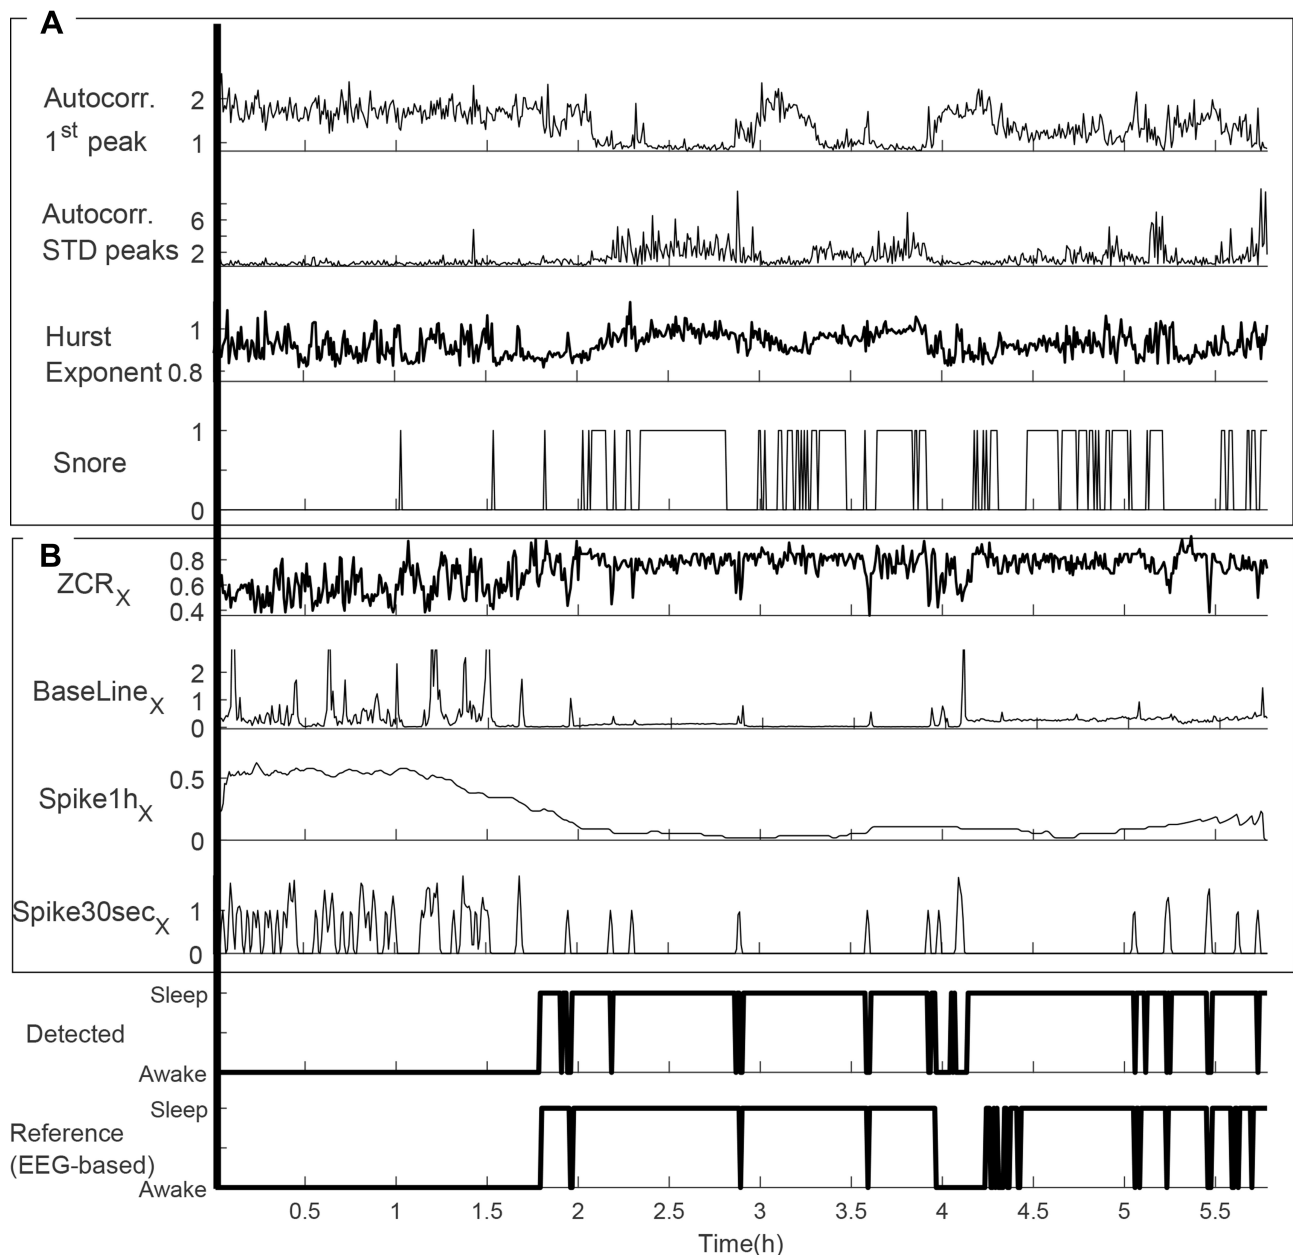 A
Autocorr.
1st peak
2
1
Autocorr.
STD peaks
6
2
Hurst
Exponent
1
0.8
Snore
1
0
B
ZCRX
0.8
0.6
0.4
BaseLineX
2
1
0
Spike1hX
0.5
0
Spike30secX
1
0
Sleep
Detected
Awake
Sleep
Reference
(EEG-based)
Awake
0.5 1 1.5 2 2.5 3 3.5 4 4.5 5 5.5
Time(h)